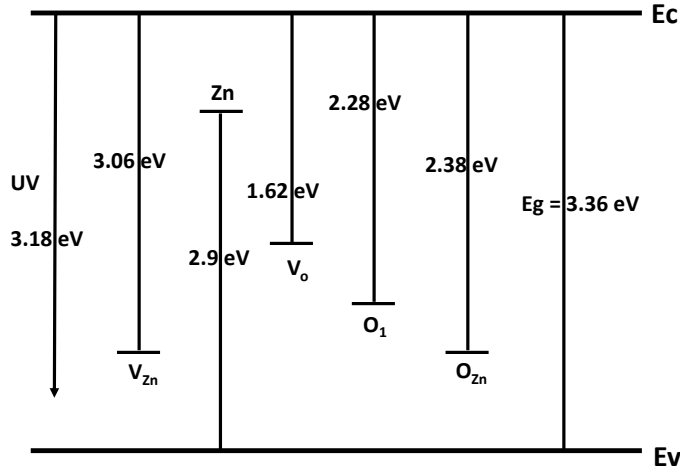 Ec
Zn
2.28 eV
3.06 eV
2.38 eV
UV
1.62 eV
Eg = 3.36 eV
3.18 eV
2.9 eV
Vo
O1
VZn
OZn
Ev